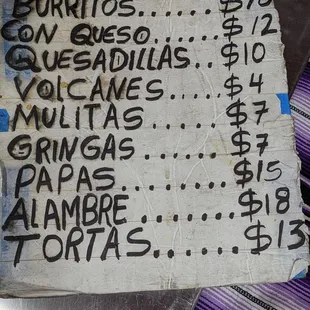 BURRITOS.....
CON QUESO.....$12
QUESADILLAS..$10
VOLCANES.....$4
MULITAS.......$7
GRINGAS......$7
PAPAS..........$15
ALAMBRE.......$18
TORTAS......$13